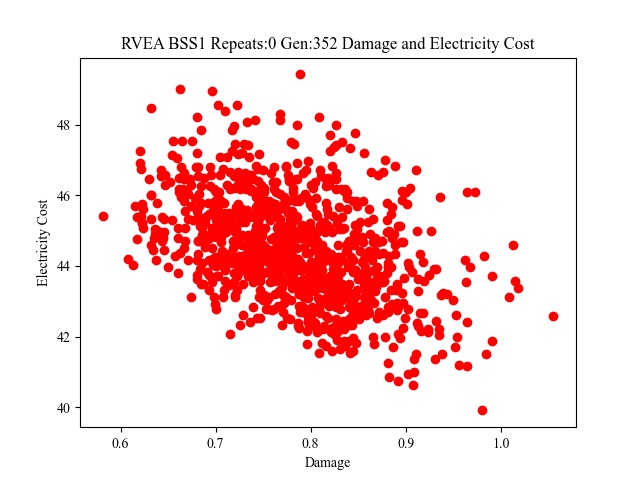 RVEA BSS1 Repeats:0 Gen:352 Damage and Electricity Cost
48
46
44
42
40
Electricity Cost
0.6 0.7 0.8 0.9 1.0
Damage